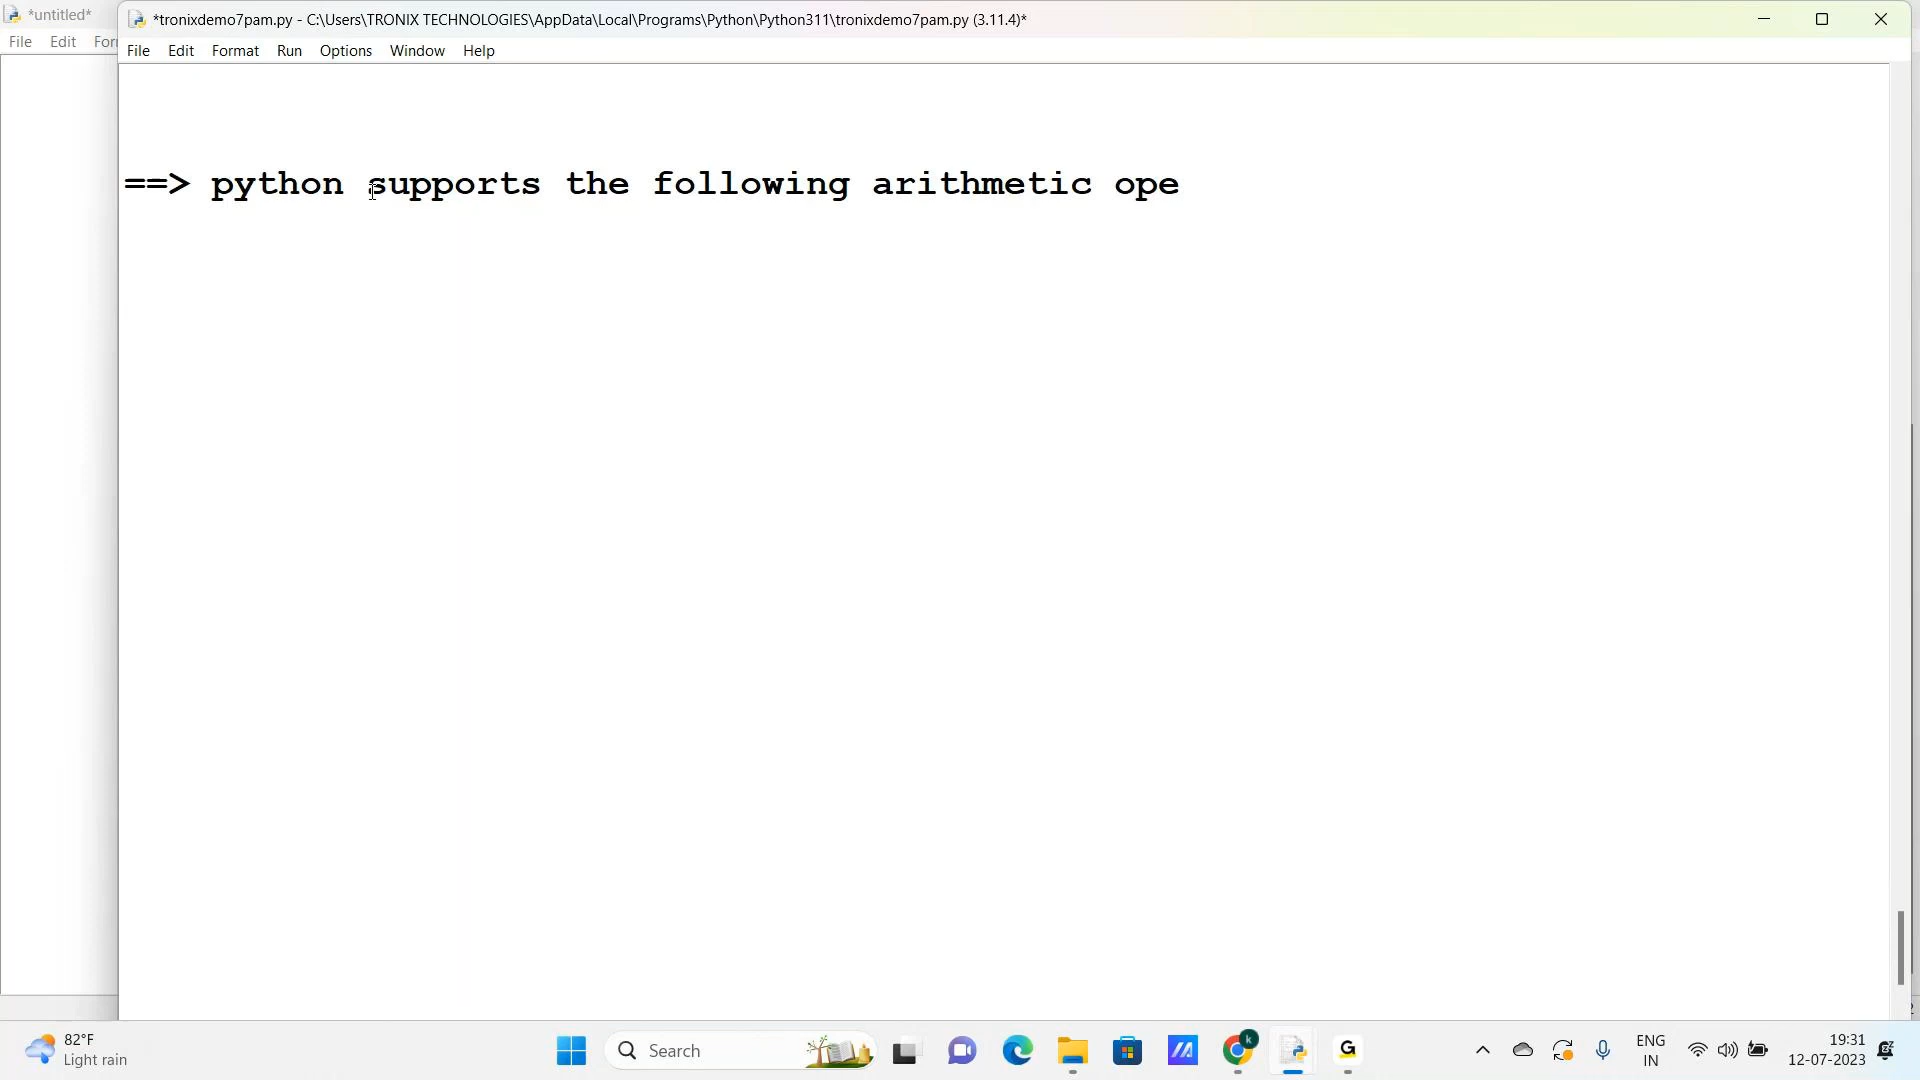 *untitled*
*tronixdemo7pam.py - C:\Users\TRONIX TECHNOLOGIES\AppData\Local\Programs\Python\Python311\tronixdemo7pam.py (3.11.4)*
File Edit For
File Edit Format Run Options Window Help
==> python supports the following arithmetic ope
82°F
Light rain
Search
k
G
ENG
IN
19:31
12-07-2023